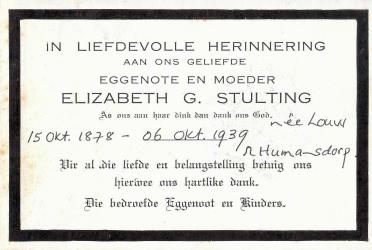 IN LIEFDEVOLLE HERINNERING
AAN ONS GELIEFDE
EGGENOTE EN MOEDER
ELIZABETH G. STULTING
As ons aan haar dink dan dank ons God.
née Louw
15 Okt. 1878 - 06 Okt. 1939
Humansdorp.
Vir al die liefde en belangstelling betuig ons
hierwee ons hartlike dank.
Die bedroefde Eggenoot en Kinders.